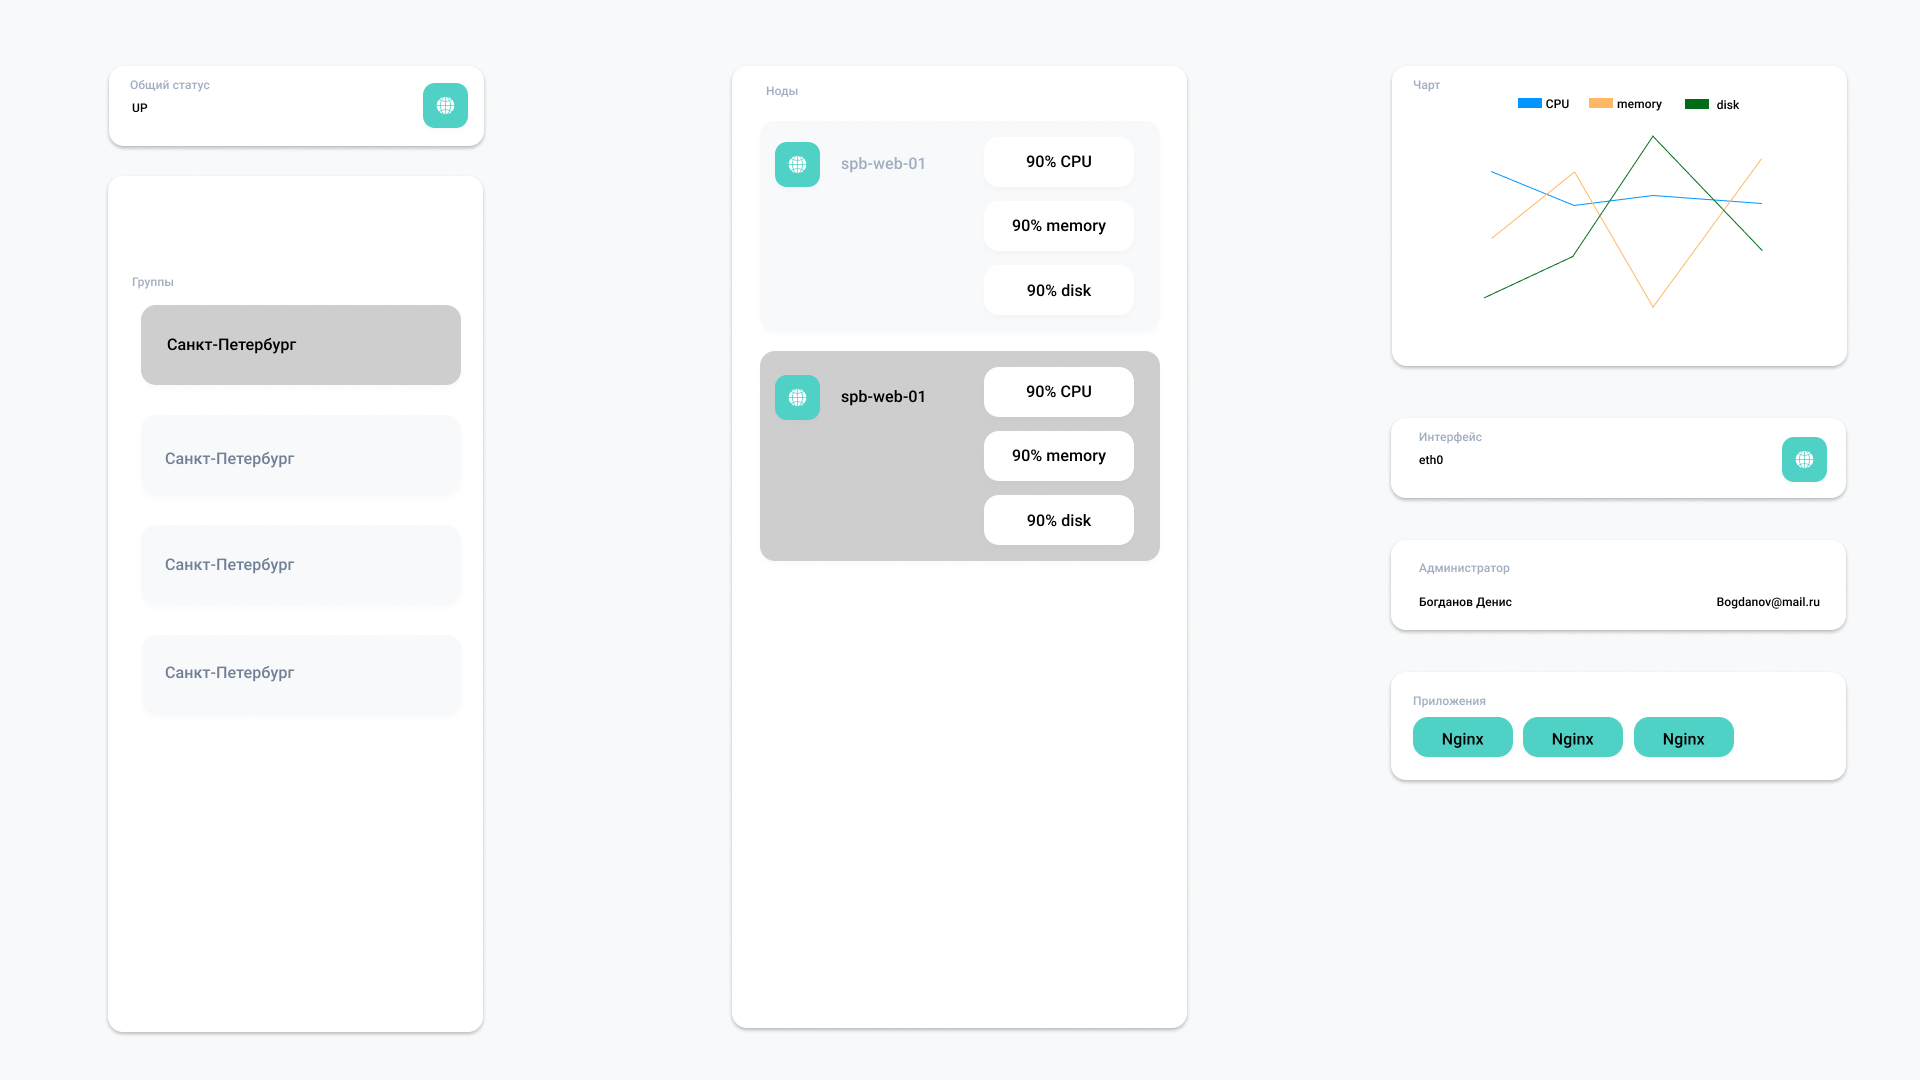 Общий статус
UP
Группы
Санкт-Петербург
Санкт-Петербург
Санкт-Петербург
Санкт-Петербург
Ноды
spb-web-01
90% CPU
90% memory
90% disk
spb-web-01
90% CPU
90% memory
90% disk
Чарт
CPU memory disk
Интерфейс
eth0
Администратор
Богданов Денис Bogdanov@mail.ru
Приложения
Nginx Nginx Nginx